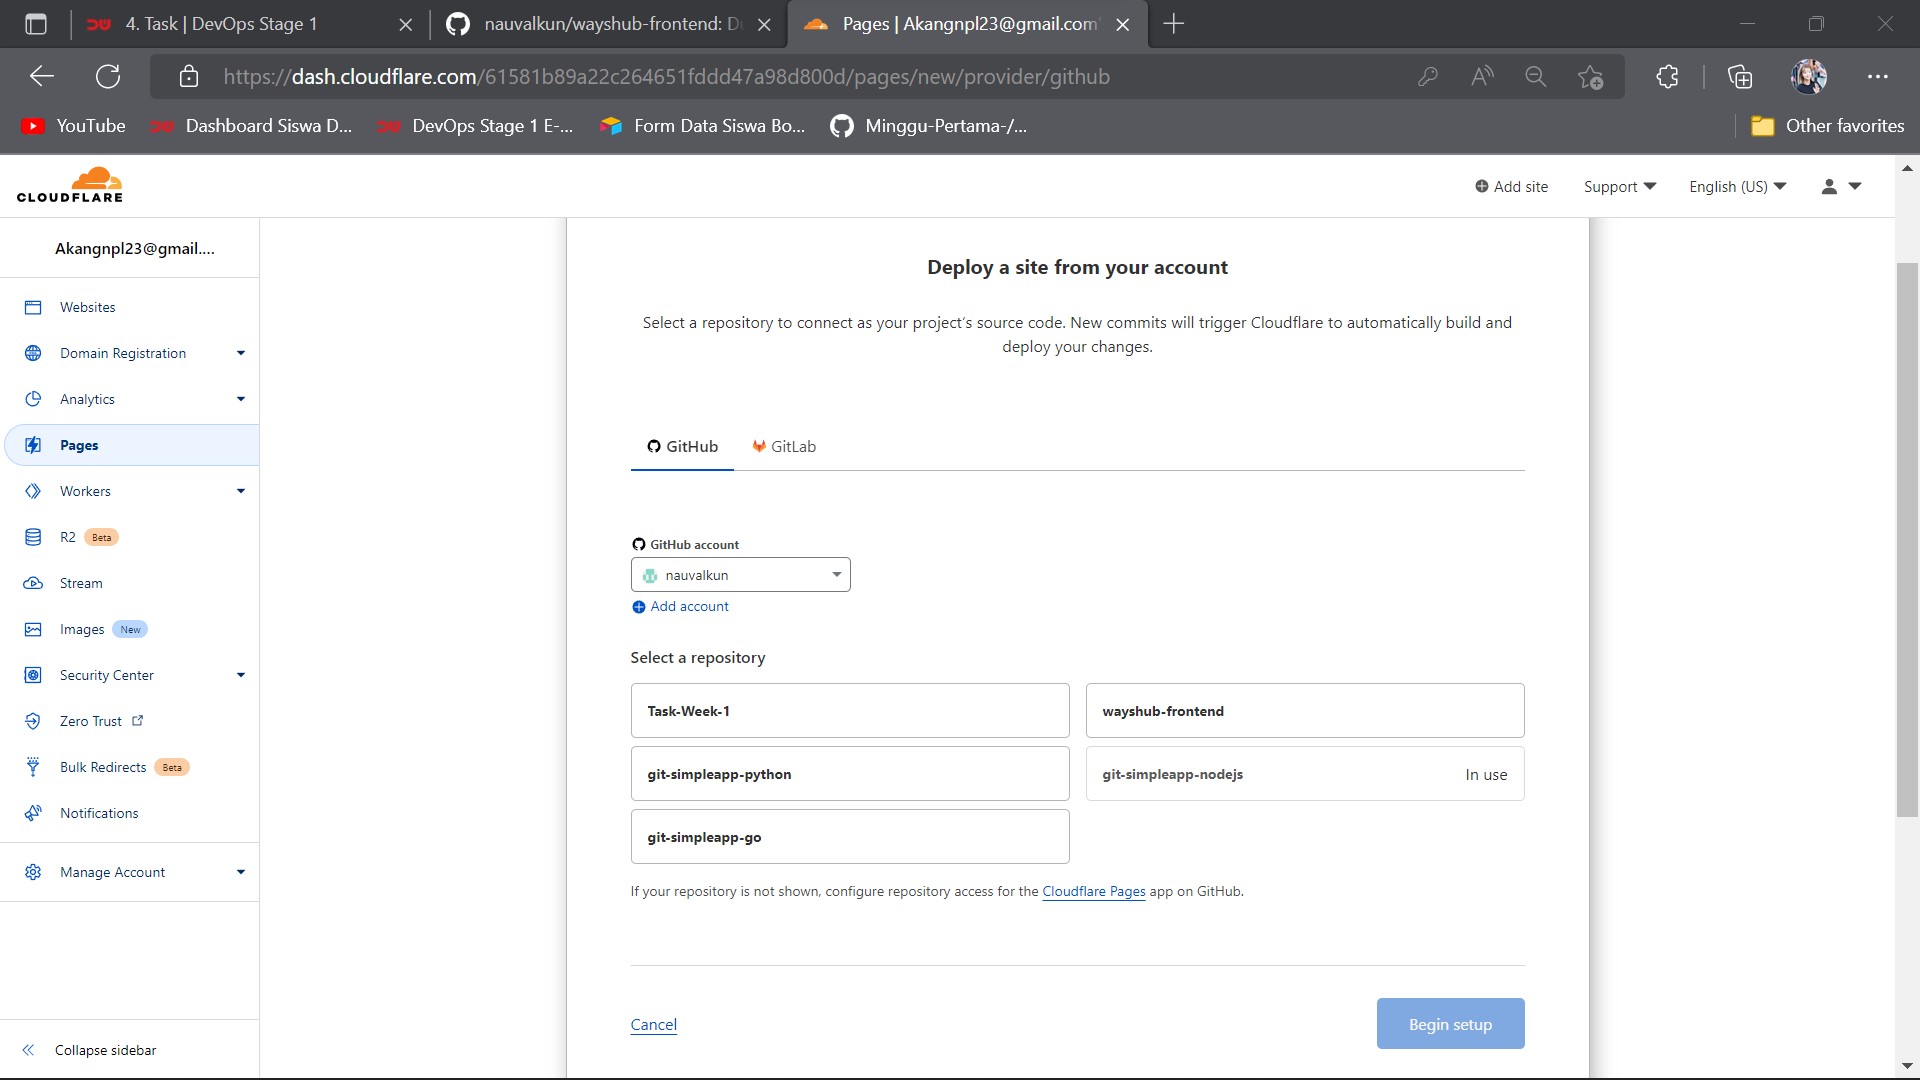 4. Task | DevOps Stage 1
nauvalkun/wayshub-frontend: D
Pages | Akangnpl23@gmail.com'
https://dash.cloudflare.com/61581b89a22c264651fddd47a98d800d/pages/new/provider/github
YouTube
Dashboard Siswa D...
DevOps Stage 1 E-...
Form Data Siswa Bo...
Minggu-Pertama-/...
Other favorites
CLOUDFLARE
Add site
Support
English (US)
Akangnpl23@gmail....
Websites
Domain Registration
Analytics
Pages
Workers
R2 Beta
Stream
Images New
Security Center
Zero Trust
Bulk Redirects Beta
Notifications
Manage Account
Collapse sidebar
Deploy a site from your account
Select a repository to connect as your project's source code. New commits will trigger Cloudflare to automatically build and
deploy your changes.
GitHub
GitLab
GitHub account
nauvalkun
Add account
Select a repository
Task-Week-1
wayshub-frontend
git-simpleapp-python
git-simpleapp-nodejs In use
git-simpleapp-go
If your repository is not shown, configure repository access for the Cloudflare Pages app on GitHub.
Cancel
Begin setup